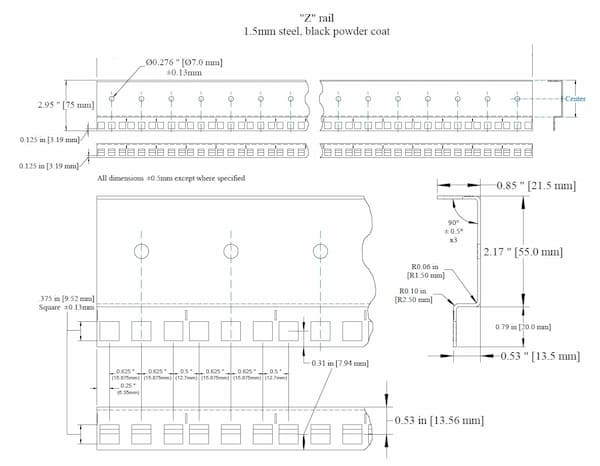 "Z" rail
1.5mm steel, black powder coat
Ø0.276 " [Ø7.0 mm]
±0.13mm
2.95 " [75 mm]
Center
0.125 in [3.19 mm]
0.125 in [3.19 mm]
All dimensions ±0.5mm except where specified
0.85 " [21.5 mm]
90°
± 0.5°
x3
2.17 " [55.0 mm]
R0.06 in
[R1.50 mm]
R0.10 in
[R2.50 mm]
.375 in [9.52 mm]
Square ±0.13mm
0.79 in [20.0 mm]
0.53 " [13.5 mm]
0.31 in [7.94 mm]
0.625 " 0.625 " 0.5 " 0.625 " 0.625 " 0.5 "
(15.875mm) (15.875mm) (12.7mm) (15.875mm) (15.875mm) (12.7mm)
0.25 "
(6.35mm)
0.53 in [13.56 mm]